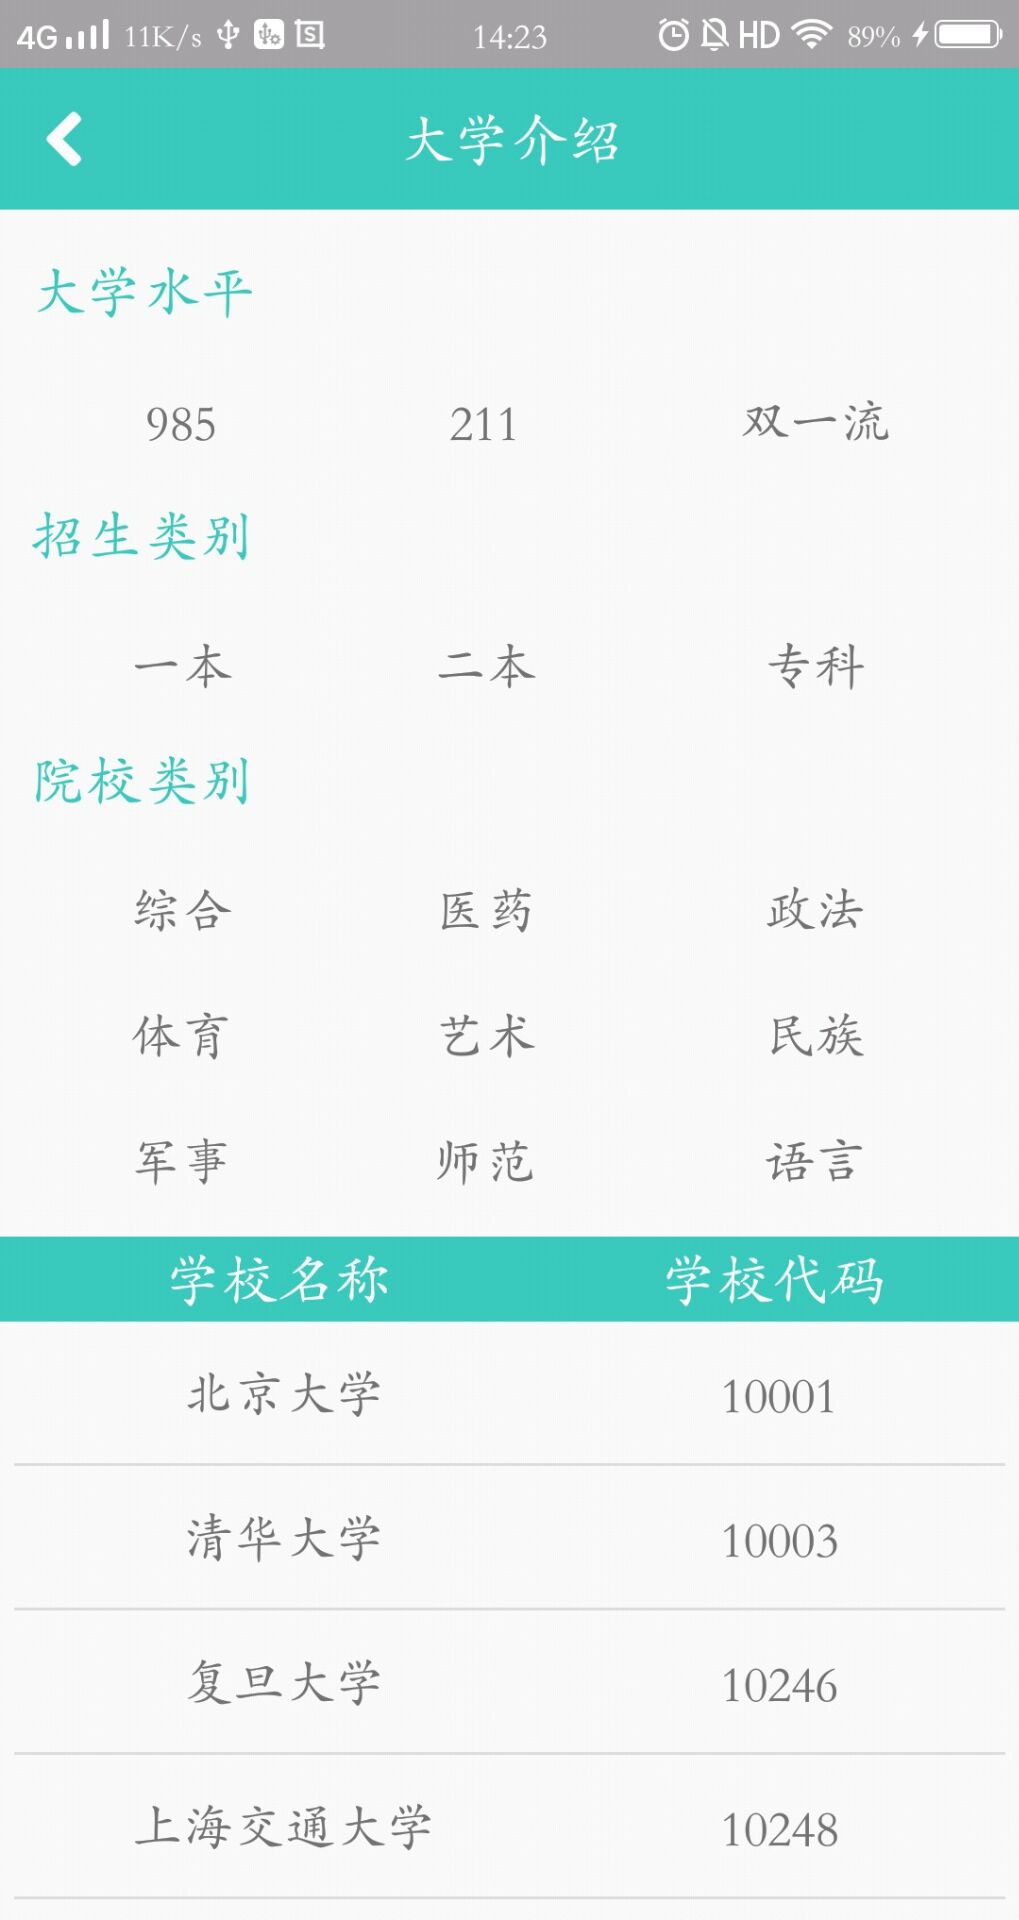 4G 11K/s 14:23 HD 89%
大学介绍
大学水平
985 211 双一流
招生类别
一本 二本 专科
院校类别
综合 医药 政法
体育 艺术 民族
军事 师范 语言
学校名称 学校代码
北京大学 10001
清华大学 10003
复旦大学 10246
上海交通大学 10248